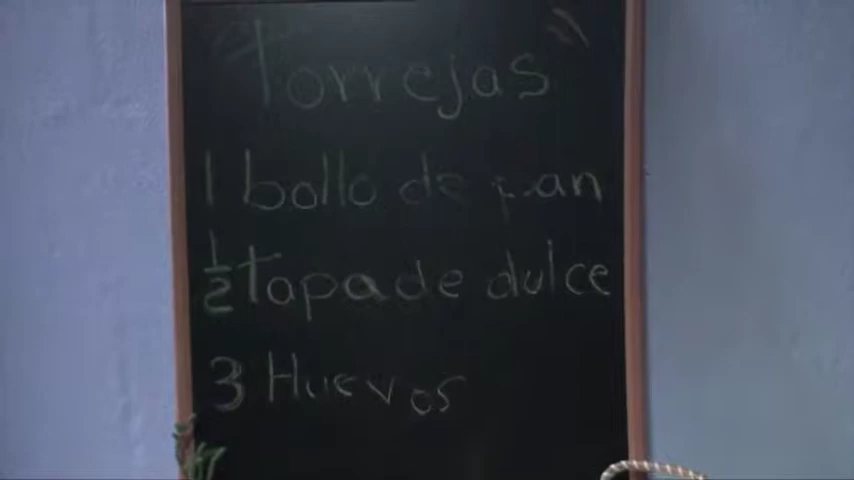 "Torrejas"
1 bollo de pan
1/2 Tapa de dulce
3 Huevos